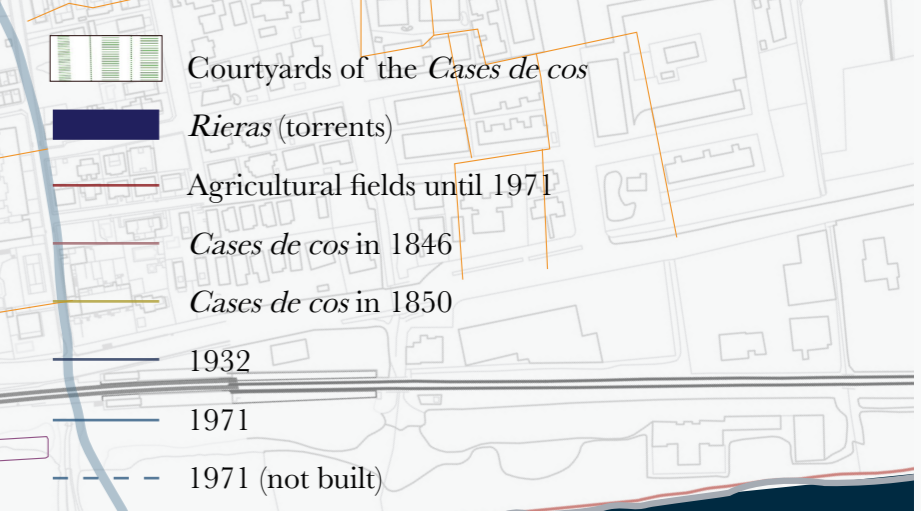 Courtyards of the Cases de cos
Rieras (torrents)
Agricultural fields until 1971
Cases de cos in 1846
Cases de cos in 1850
1932
1971
1971 (not built)